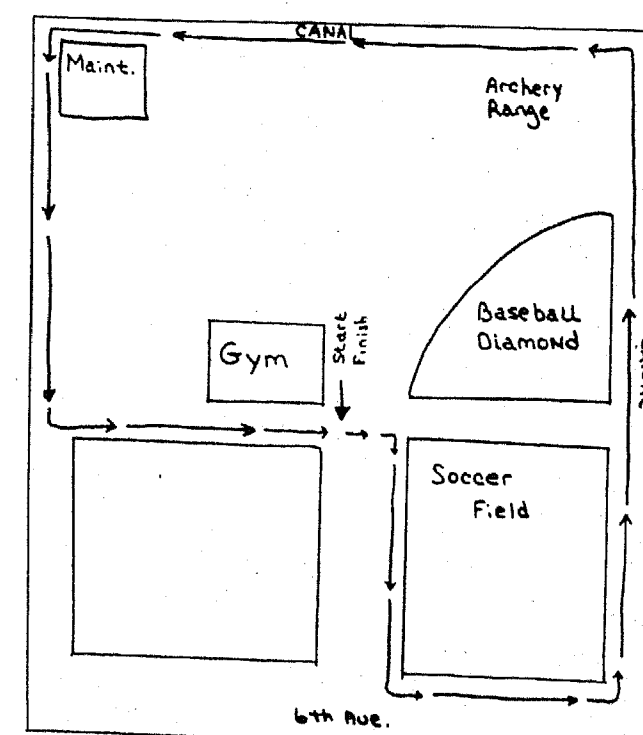 CANAL
Maint.
Archery
Range
Baseball
Diamond
Start
Finish
Gym
Soccer
Field
6th Ave.